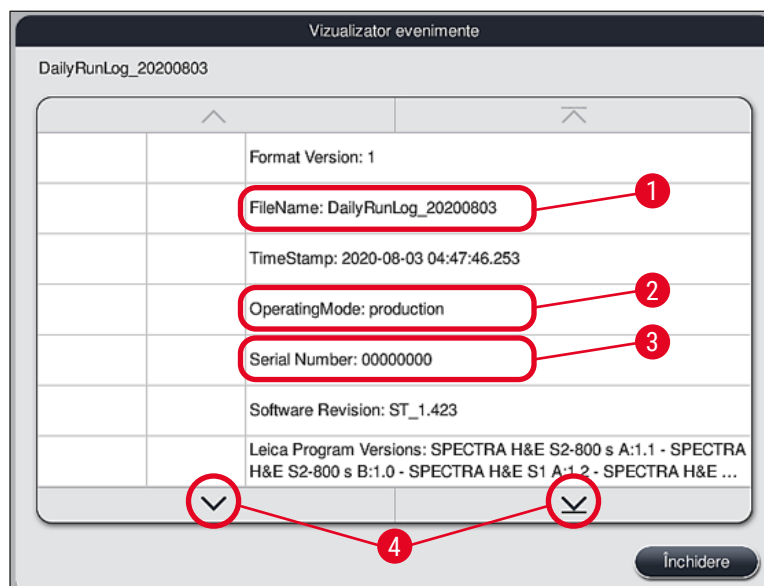 Vizualizator evenimente
DailyRunLog_20200803
Format Version: 1
FileName: DailyRunLog_20200803
1
TimeStamp: 2020-08-03 04:47:46.253
OperatingMode: production
2
Serial Number: 00000000
3
Software Revision: ST_1.423
Leica Program Versions: SPECTRA H&E S2-800 s A:1.1 - SPECTRA
H&E S2-800 s B:1.0 - SPECTRA H&E S1 A:1.2 - SPECTRA H&E ...
4
Închidere